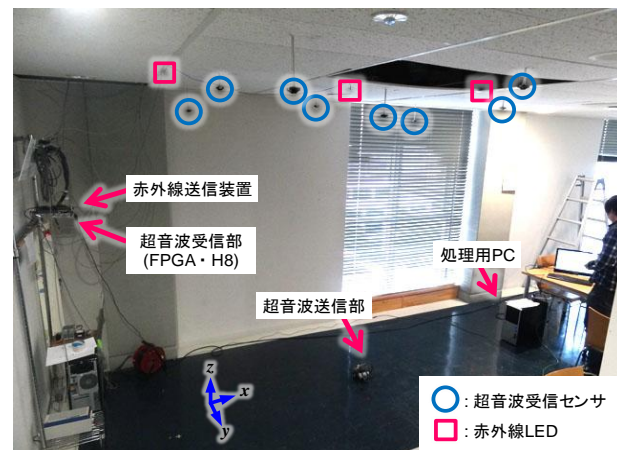 赤外線送信装置
超音波受信部
(FPGA・H8)
処理用PC
超音波送信部
z
x
y
: 超音波受信センサ
: 赤外線LED